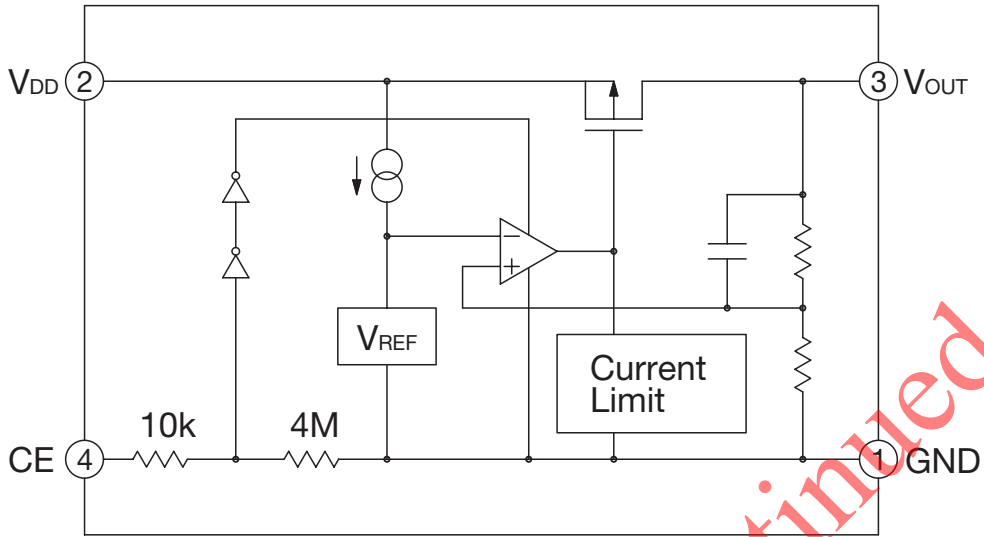 VDD 2
3 VOUT
− 
+
VREF
Current
Limit
10k
4M
CE 4
1 GND